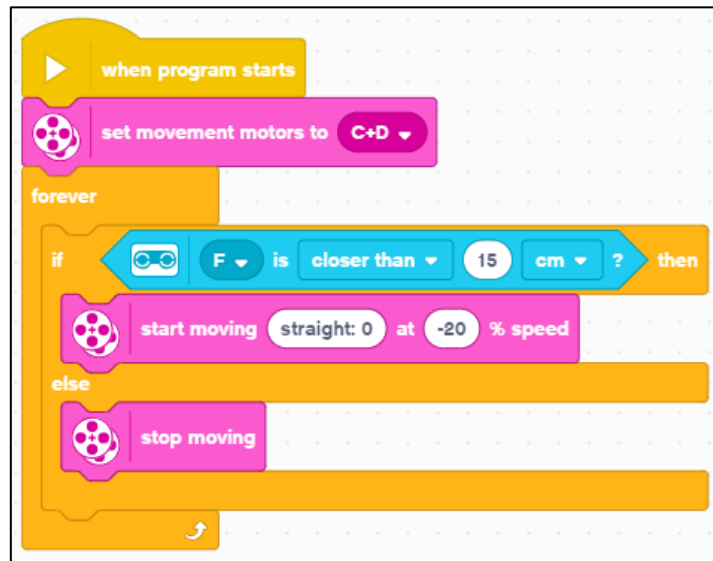 when program starts
set movement motors to C+D
forever
if F is closer than 15 cm ? then
start moving straight: 0 at -20 % speed
else
stop moving